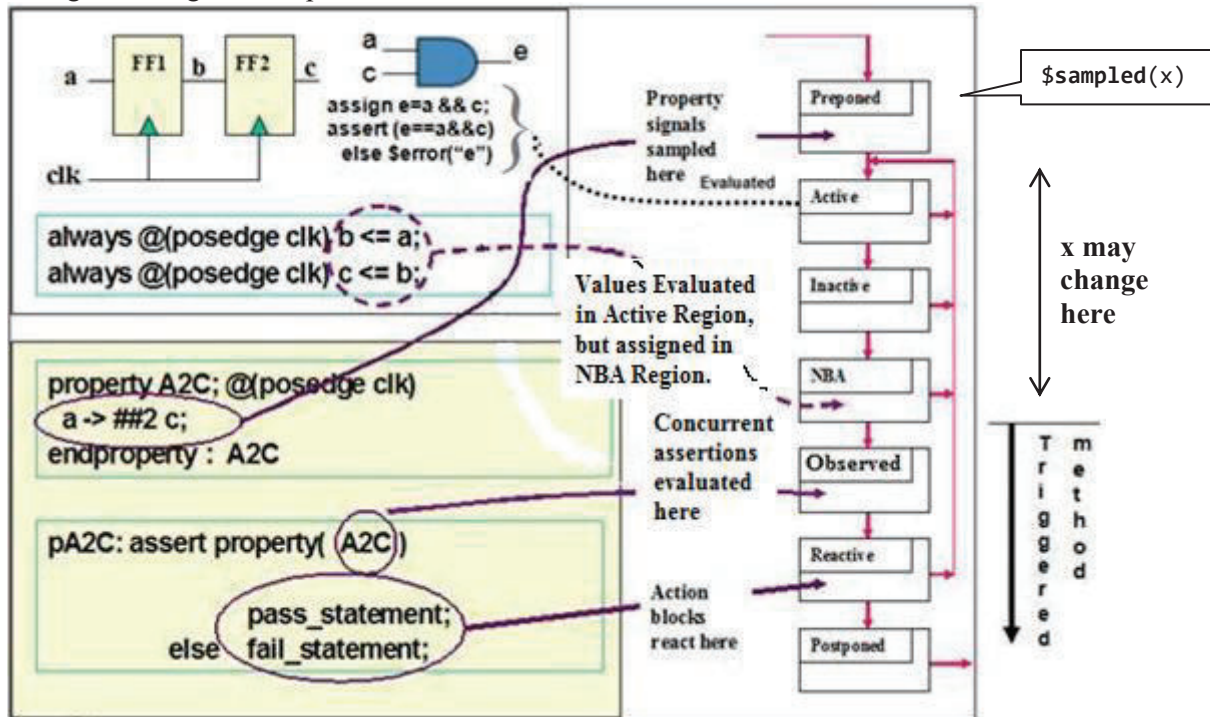 a
FF1
b
FF2
c
clk
a
c
e
assign e=a && c;
assert (e==a&&c)
else $error("e")
always @(posedge clk) b <= a;
always @(posedge clk) c <= b;
property A2C; @(posedge clk)
a -> ##2 c;
endproperty : A2C
pA2C: assert property( A2C )
pass_statement;
else fail_statement;
Property
signals
sampled
here
Evaluated
Values Evaluated
in Active Region,
but assigned in
NBA Region.
Concurrent
assertions
evaluated
here
Action
blocks
react here
Preponed
Active
Inactive
NBA
Observed
Reactive
Postponed
$sampled(x)
x may
change
here
Triggered
method